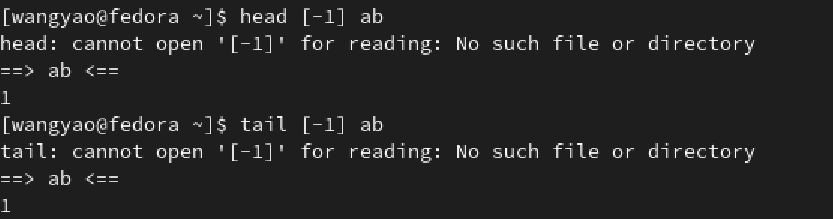 [wangyao@fedora ~]$ head [-1] ab
head: cannot open '[-1]' for reading: No such file or directory
==> ab <==
1
[wangyao@fedora ~]$ tail [-1] ab
tail: cannot open '[-1]' for reading: No such file or directory
==> ab <==
1